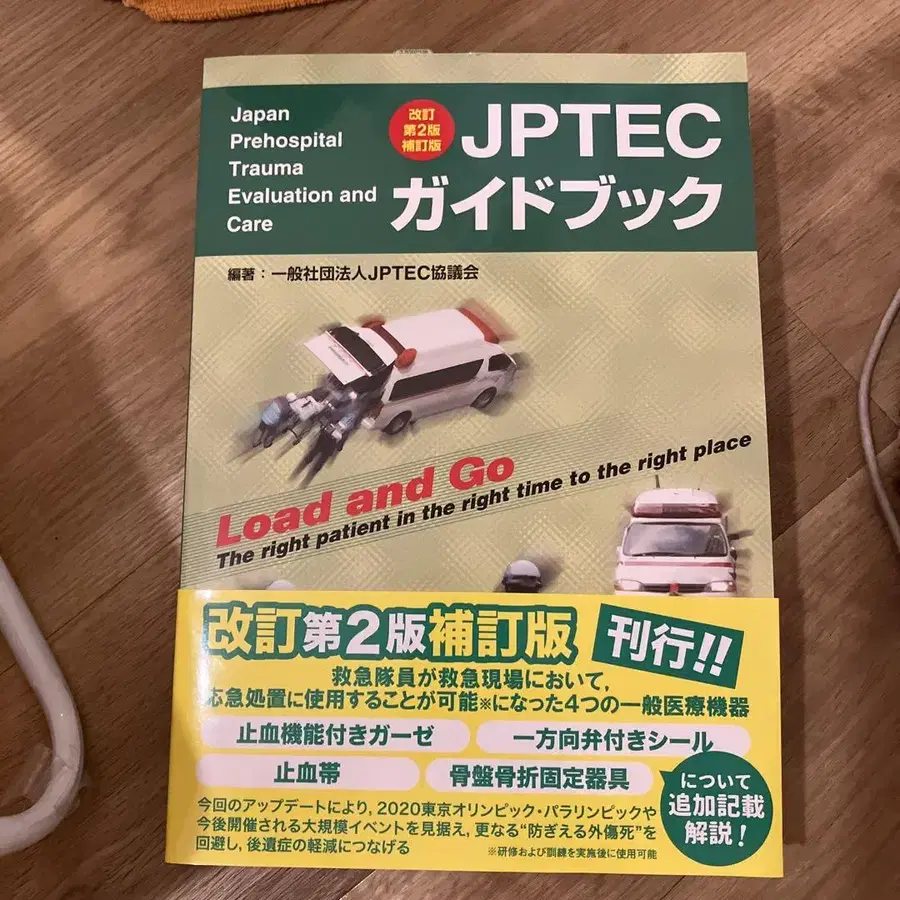 Japan
Prehospital
Trauma
Evaluation and
Care
改訂
第2版
補訂版
JPTEC
ガイドブック
編著：一般社団法人JPTEC協議会
Load and Go
The right patient in the right time to the right place
改訂第2版補訂版
刊行!!
救急隊員が救急現場において,
応急処置に使用することが可能※になった4つの一般医療機器
止血機能付きガーゼ
一方向弁付きシール
止血帯
骨盤骨折固定器具
について
追加記載
解説！
今回のアップデートにより, 2020東京オリンピック・パラリンピックや
今後開催される大規模イベントを見据え, 更なる“防ぎえる外傷死”を
回避し, 後遺症の軽減につなげる
※研修および訓練を実施後に使用可能